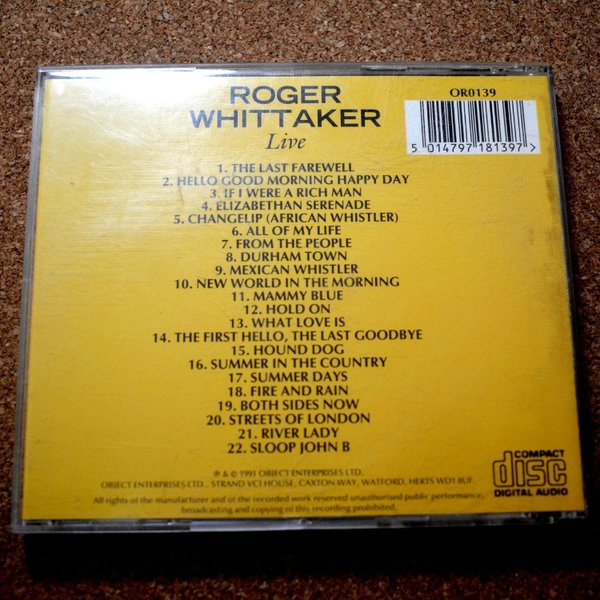 ROGER
WHITTAKER
Live
OR0139
5 014797 181397 >
1. THE LAST FAREWELL
2. HELLO GOOD MORNING HAPPY DAY
3. IF I WERE A RICH MAN
4. ELIZABETHAN SERENADE
5. CHANGELIP (AFRICAN WHISTLER)
6. ALL OF MY LIFE
7. FROM THE PEOPLE
8. DURHAM TOWN
9. MEXICAN WHISTLER
10. NEW WORLD IN THE MORNING
11. MAMMY BLUE
12. HOLD ON
13. WHAT LOVE IS
14. THE FIRST HELLO, THE LAST GOODBYE
15. HOUND DOG
16. SUMMER IN THE COUNTRY
17. SUMMER DAYS
18. FIRE AND RAIN
19. BOTH SIDES NOW
20. STREETS OF LONDON
21. RIVER LADY
22. SLOOP JOHN B
℗ & © 1991 OBJECT ENTERPRISES LTD.
OBJECT ENTERPRISES LTD., STRAND VCI HOUSE, CAXTON WAY, WATFORD, HERTS WD1 8UF.
All rights of the manufacturer and of the recorded work reserved unauthorised public performance,
broadcasting and copying of this recording prohibited.
COMPACT
disc
DIGITAL AUDIO